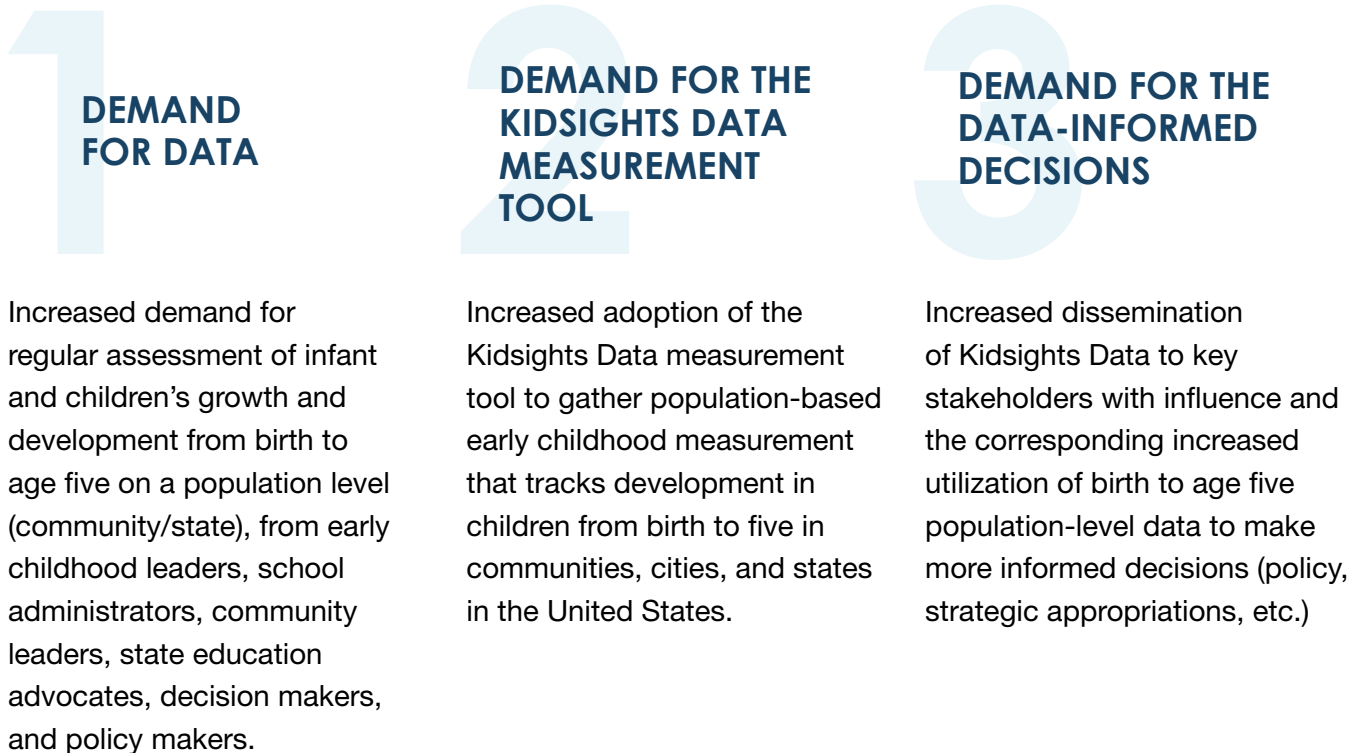 1
DEMAND
FOR DATA
Increased demand for
regular assessment of infant
and children’s growth and
development from birth to
age five on a population level
(community/state), from early
childhood leaders, school
administrators, community
leaders, state education
advocates, decision makers,
and policy makers.
2
DEMAND FOR THE
KIDSIGHTS DATA
MEASUREMENT
TOOL
Increased adoption of the
Kidsights Data measurement
tool to gather population-based
early childhood measurement
that tracks development in
children from birth to five in
communities, cities, and states
in the United States.
3
DEMAND FOR THE
DATA-INFORMED
DECISIONS
Increased dissemination
of Kidsights Data to key
stakeholders with influence and
the corresponding increased
utilization of birth to age five
population-level data to make
more informed decisions (policy,
strategic appropriations, etc.)